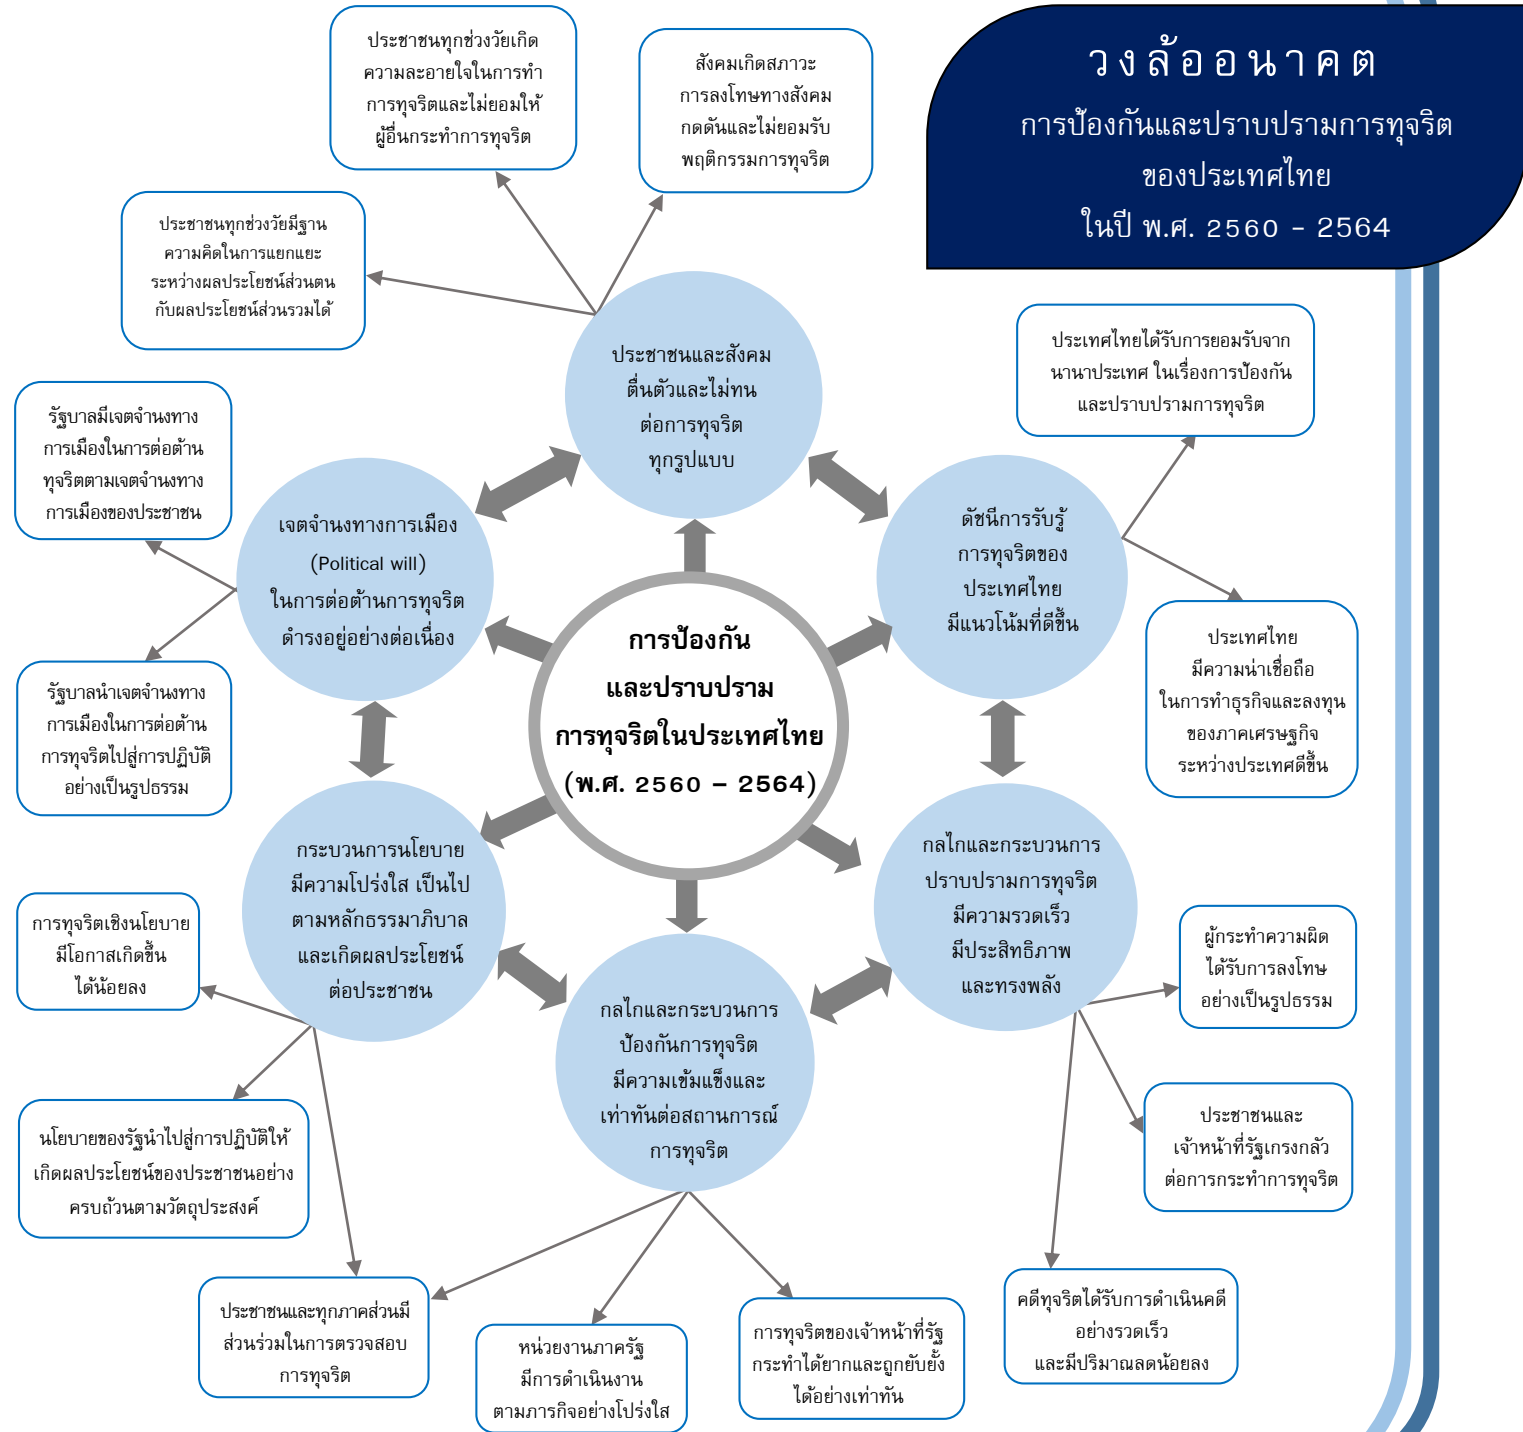 วงล้ออนาคต
การป้องกันและปราบปรามการทุจริต
ของประเทศไทย
ในปี พ.ศ. 2560 – 2564
ประชาชนทุกช่วงวัยเกิด
ความละอายใจในการทำ
การทุจริตและไม่ยอมให้
ผู้อื่นกระทำการทุจริต
สังคมเกิดสภาวะ
การลงโทษทางสังคม
กดดันและไม่ยอมรับ
พฤติกรรมการทุจริต
ประชาชนทุกช่วงวัยมีฐาน
ความคิดในการแยกแยะ
ระหว่างผลประโยชน์ส่วนตน
กับผลประโยชน์ส่วนรวมได้
ประชาชนและสังคม
ตื่นตัวและไม่ทน
ต่อการทุจริต
ทุกรูปแบบ
ประเทศไทยได้รับการยอมรับจาก
นานาประเทศ ในเรื่องการป้องกัน
และปราบปรามการทุจริต
รัฐบาลมีเจตจำนงทาง
การเมืองในการต่อต้าน
ทุจริตตามเจตจำนงทาง
การเมืองของประชาชน
เจตจำนงทางการเมือง
(Political will)
ในการต่อต้านการทุจริต
ดำรงอยู่อย่างต่อเนื่อง
ดัชนีการรับรู้
การทุจริตของ
ประเทศไทย
มีแนวโน้มที่ดีขึ้น
การป้องกัน
และปราบปราม
การทุจริตในประเทศไทย
(พ.ศ. 2560 – 2564)
ประเทศไทย
มีความน่าเชื่อถือ
ในการทำธุรกิจและลงทุน
ของภาคเศรษฐกิจ
ระหว่างประเทศดีขึ้น
รัฐบาลนำเจตจำนงทาง
การเมืองในการต่อต้าน
การทุจริตไปสู่การปฏิบัติ
อย่างเป็นรูปธรรม
กระบวนการนโยบาย
มีความโปร่งใส เป็นไป
ตามหลักธรรมาภิบาล
และเกิดผลประโยชน์
ต่อประชาชน
กลไกและกระบวนการ
ปราบปรามการทุจริต
มีความรวดเร็ว
มีประสิทธิภาพ
และทรงพลัง
การทุจริตเชิงนโยบาย
มีโอกาสเกิดขึ้น
ได้น้อยลง
ผู้กระทำความผิด
ได้รับการลงโทษ
อย่างเป็นรูปธรรม
กลไกและกระบวนการ
ป้องกันการทุจริต
มีความเข้มแข็งและ
เท่าทันต่อสถานการณ์
การทุจริต
นโยบายของรัฐนำไปสู่การปฏิบัติให้
เกิดผลประโยชน์ของประชาชนอย่าง
ครบถ้วนตามวัตถุประสงค์
ประชาชนและ
เจ้าหน้าที่รัฐเกรงกลัว
ต่อการกระทำการทุจริต
ประชาชนและทุกภาคส่วนมี
ส่วนร่วมในการตรวจสอบ
การทุจริต
หน่วยงานภาครัฐ
มีการดำเนินงาน
ตามภารกิจอย่างโปร่งใส
การทุจริตของเจ้าหน้าที่รัฐ
กระทำได้ยากและถูกยับยั้ง
ได้อย่างเท่าทัน
คดีทุจริตได้รับการดำเนินคดี
อย่างรวดเร็ว
และมีปริมาณลดน้อยลง